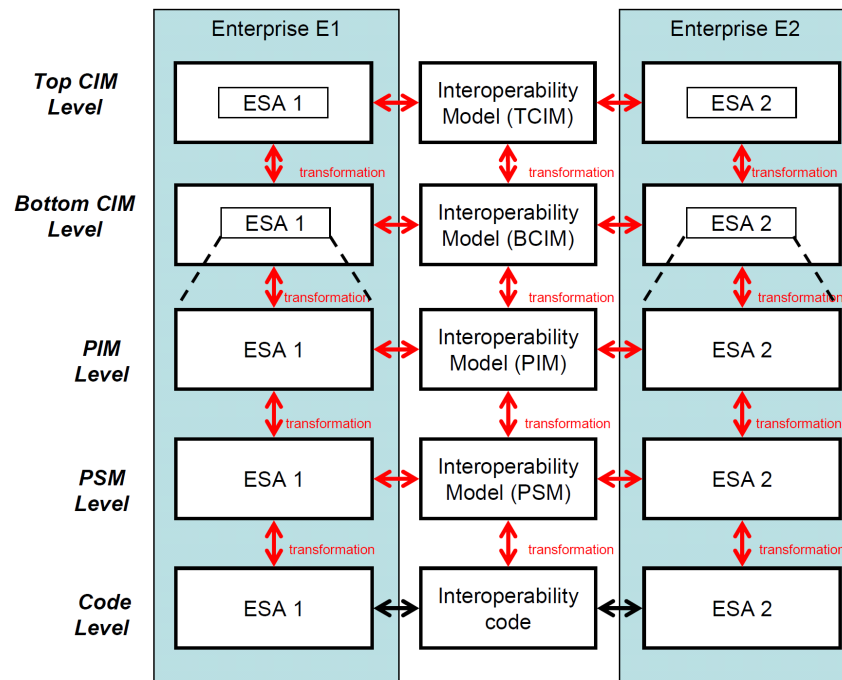 Enterprise E1
Enterprise E2
Top CIM
Level
ESA 1
Interoperability
Model (TCIM)
ESA 2
transformation
transformation
transformation
Bottom CIM
Level
ESA 1
Interoperability
Model (BCIM)
ESA 2
transformation
transformation
transformation
PIM
Level
ESA 1
Interoperability
Model (PIM)
ESA 2
transformation
transformation
transformation
PSM
Level
ESA 1
Interoperability
Model (PSM)
ESA 2
transformation
transformation
transformation
Code
Level
ESA 1
Interoperability
code
ESA 2